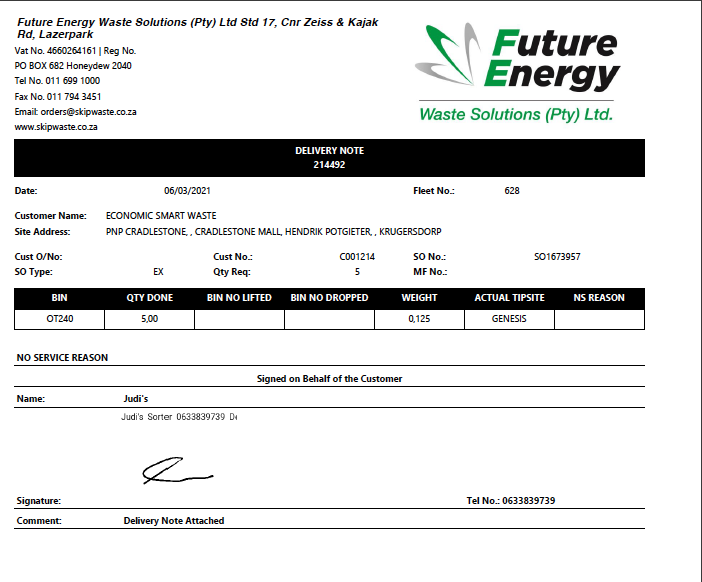 Future Energy Waste Solutions (Pty) Ltd Std 17, Cnr Zeiss & Kajak
Rd, Lazerpark
Vat No. 4660264161 | Reg No.
PO BOX 682 Honeydew 2040
Tel No. 011 699 1000
Fax No. 011 794 3451
Email: orders@skipwaste.co.za
www.skipwaste.co.za
Future
Energy
Waste Solutions (Pty) Ltd.
DELIVERY NOTE
214492
Date: 06/03/2021 Fleet No.: 628
Customer Name: ECONOMIC SMART WASTE
Site Address: PNP CRADLESTONE, , CRADLESTONE MALL, HENDRIK POTGIETER, , KRUGERSDORP
Cust O/No: Cust No.: C001214 SO No.: SO1673957
SO Type: EX Qty Req: 5 MF No.:
BIN QTY DONE BIN NO LIFTED BIN NO DROPPED WEIGHT ACTUAL TIPSITE NS REASON
OT240 5,00 0,125 GENESIS
NO SERVICE REASON
Signed on Behalf of the Customer
Name: Judi's
Judi's Sorter 0633839739 De
Signature: Tel No.: 0633839739
Comment: Delivery Note Attached